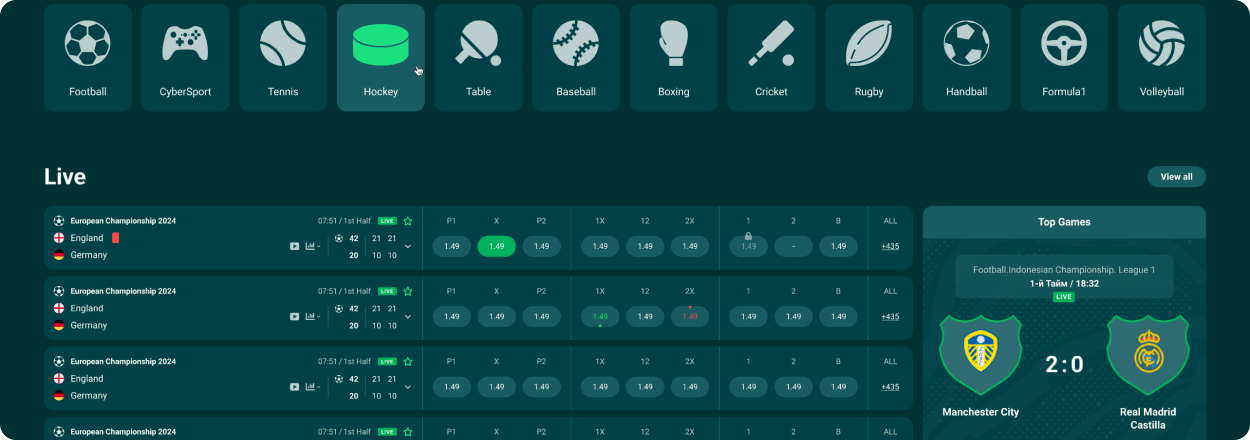 Football CyberSport Tennis Hockey Table Baseball Boxing Cricket Rugby Handball Formula1 Volleyball
Live
View all
European Championship 2024 07:51 / 1st Half LIVE P1 X P2 1X 12 2X 1 2 B ALL
England 42 21 21 1.49 1.49 1.49 1.49 1.49 1.49 1.49 - 1.49 +435
Germany 20 10 10
European Championship 2024 07:51 / 1st Half LIVE P1 X P2 1X 12 2X 1 2 B ALL
England 42 21 21 1.49 1.49 1.49 1.49 1.49 1.49 1.49 1.49 1.49 +435
Germany 20 10 10
European Championship 2024 07:51 / 1st Half LIVE P1 X P2 1X 12 2X 1 2 B ALL
England 42 21 21 1.49 1.49 1.49 1.49 1.49 1.49 1.49 1.49 1.49 +435
Germany 20 10 10
European Championship 2024 07:51 / 1st Half LIVE P1 X P2 1X 12 2X 1 2 B ALL
Top Games
Football.Indonesian Championship. League 1
1-й Тайм / 18:32
LIVE
2:0
Manchester City
Real Madrid
Castilla